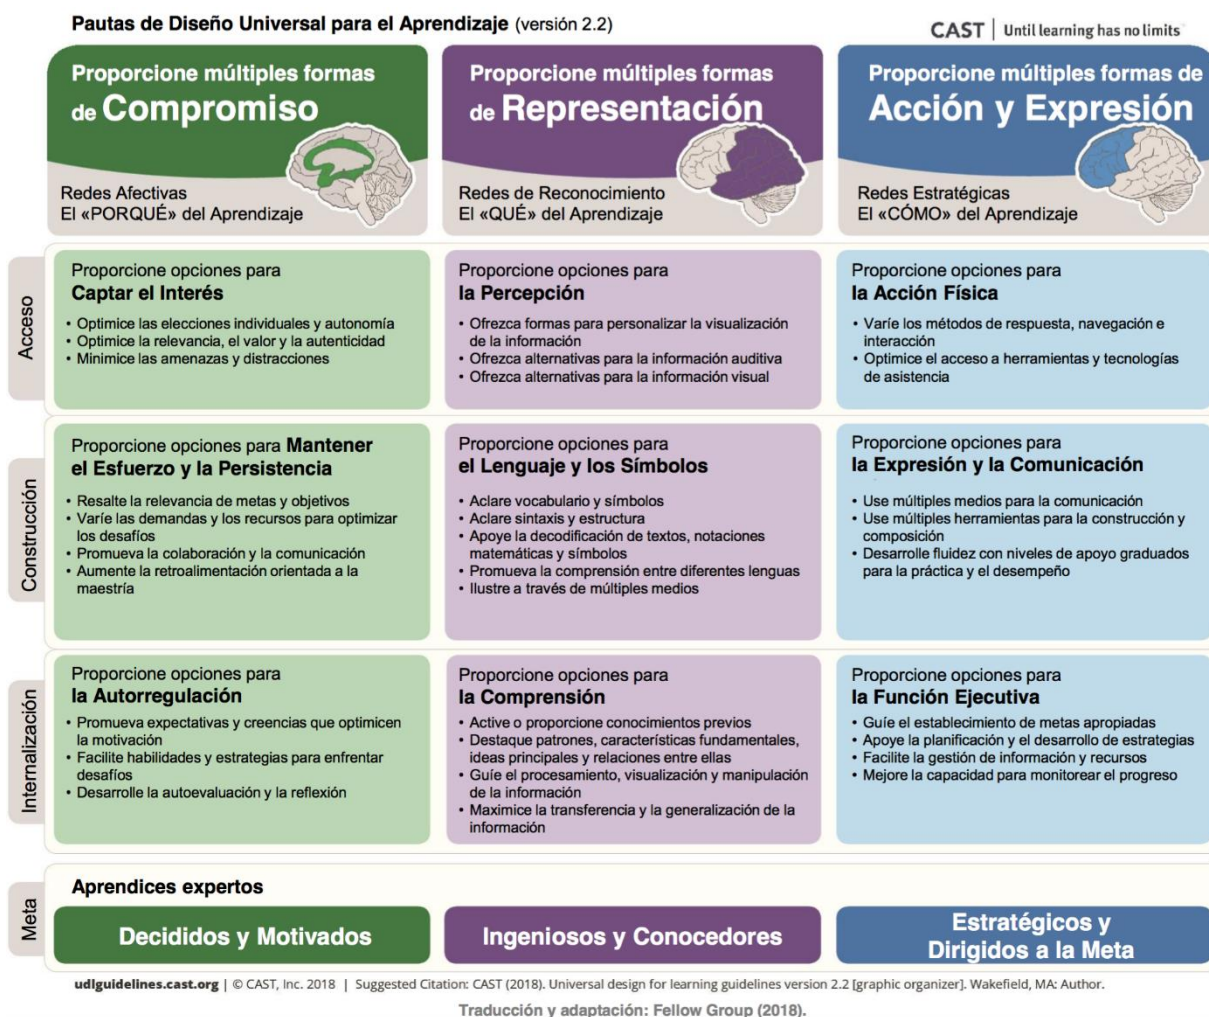 Pautas de Diseño Universal para el Aprendizaje (versión 2.2)
CAST | Until learning has no limits
Proporcione múltiples formas
de Compromiso
Redes Afectivas
El «PORQUÉ» del Aprendizaje
Proporcione múltiples formas
de Representación
Redes de Reconocimiento
El «QUÉ» del Aprendizaje
Proporcione múltiples formas de
Acción y Expresión
Redes Estratégicas
El «CÓMO» del Aprendizaje
Acceso
Proporcione opciones para
Captar el Interés
• Optimice las elecciones individuales y autonomía
• Optimice la relevancia, el valor y la autenticidad
• Minimice las amenazas y distracciones
Proporcione opciones para
la Percepción
• Ofrezca formas para personalizar la visualización
de la información
• Ofrezca alternativas para la información auditiva
• Ofrezca alternativas para la información visual
Proporcione opciones para
la Acción Física
• Varíe los métodos de respuesta, navegación e
interacción
• Optimice el acceso a herramientas y tecnologías
de asistencia
Construcción
Proporcione opciones para Mantener
el Esfuerzo y la Persistencia
• Resalte la relevancia de metas y objetivos
• Varíe las demandas y los recursos para optimizar
los desafíos
• Promueva la colaboración y la comunicación
• Aumente la retroalimentación orientada a la
maestría
Proporcione opciones para
el Lenguaje y los Símbolos
• Aclare vocabulario y símbolos
• Aclare sintaxis y estructura
• Apoye la decodificación de textos, notaciones
matemáticas y símbolos
• Promueva la comprensión entre diferentes lenguas
• Ilustre a través de múltiples medios
Proporcione opciones para
la Expresión y la Comunicación
• Use múltiples medios para la comunicación
• Use múltiples herramientas para la construcción y
composición
• Desarrolle fluidez con niveles de apoyo graduados
para la práctica y el desempeño
Internalización
Proporcione opciones para
la Autorregulación
• Promueva expectativas y creencias que optimicen
la motivación
• Facilite habilidades y estrategias para enfrentar
desafíos
• Desarrolle la autoevaluación y la reflexión
Proporcione opciones para
la Comprensión
• Active o proporcione conocimientos previos
• Destaque patrones, características fundamentales,
ideas principales y relaciones entre ellas
• Guíe el procesamiento, visualización y manipulación
de la información
• Maximice la transferencia y la generalización de la
información
Proporcione opciones para
la Función Ejecutiva
• Guíe el establecimiento de metas apropiadas
• Apoye la planificación y el desarrollo de estrategias
• Facilite la gestión de información y recursos
• Mejore la capacidad para monitorear el progreso
Meta
Aprendices expertos
Decididos y Motivados
Ingeniosos y Conocedores
Estratégicos y
Dirigidos a la Meta
udlguidelines.cast.org | © CAST, Inc. 2018 | Suggested Citation: CAST (2018). Universal design for learning guidelines version 2.2 [graphic organizer]. Wakefield, MA: Author.
Traducción y adaptación: Fellow Group (2018).